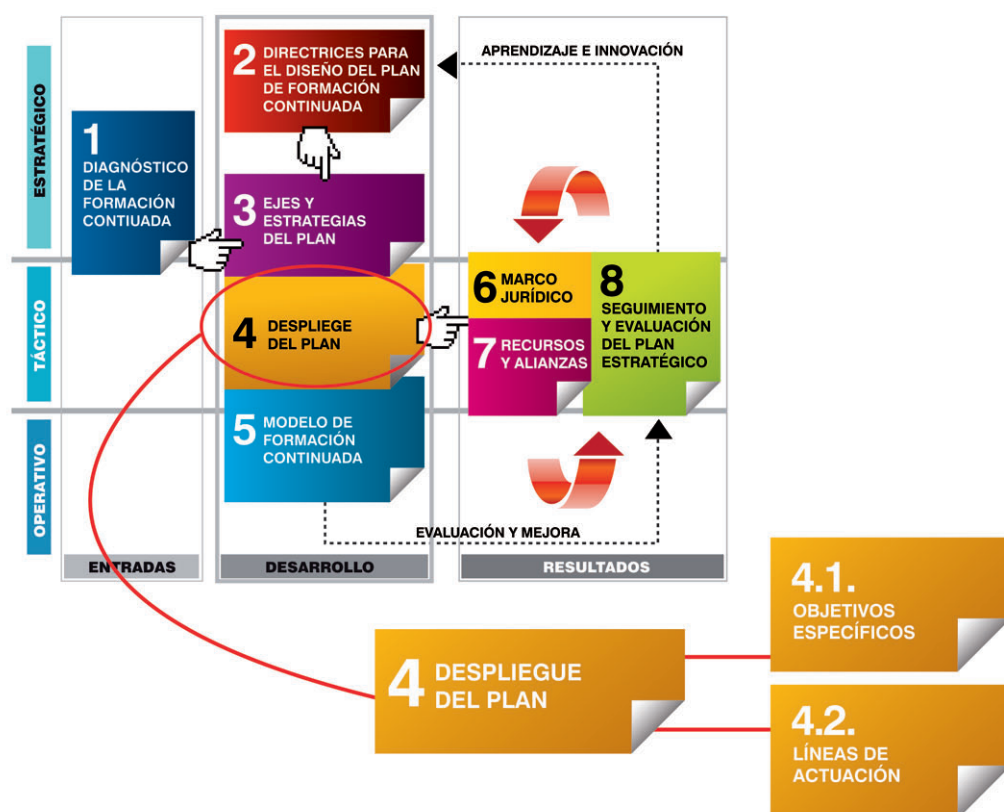 ESTRATÉGICO
TÁCTICO
OPERATIVO
1
DIAGNÓSTICO
DE LA
FORMACIÓN
CONTIUADA
2
DIRECTRICES PARA
EL DISEÑO DEL PLAN
DE FORMACIÓN
CONTINUADA
3
EJES Y
ESTRATEGIAS
DEL PLAN
4
DESPLIEGE
DEL PLAN
5
MODELO DE
FORMACIÓN
CONTINUADA
APRENDIZAJE E INNOVACIÓN
6
MARCO
JURÍDICO
7
RECURSOS
Y ALIANZAS
8
SEGUIMIENTO
Y EVALUACIÓN
DEL PLAN
ESTRATÉGICO
EVALUACIÓN Y MEJORA
ENTRADAS
DESARROLLO
RESULTADOS
4
DESPLIEGUE
DEL PLAN
4.1.
OBJETIVOS
ESPECÍFICOS
4.2.
LÍNEAS DE
ACTUACIÓN